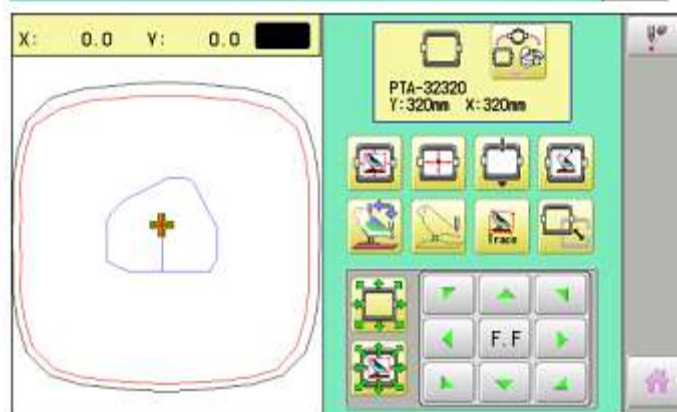 X: 0.0 Y: 0.0
PTA-32320
Y:320mm X:320mm
Trace
F.F